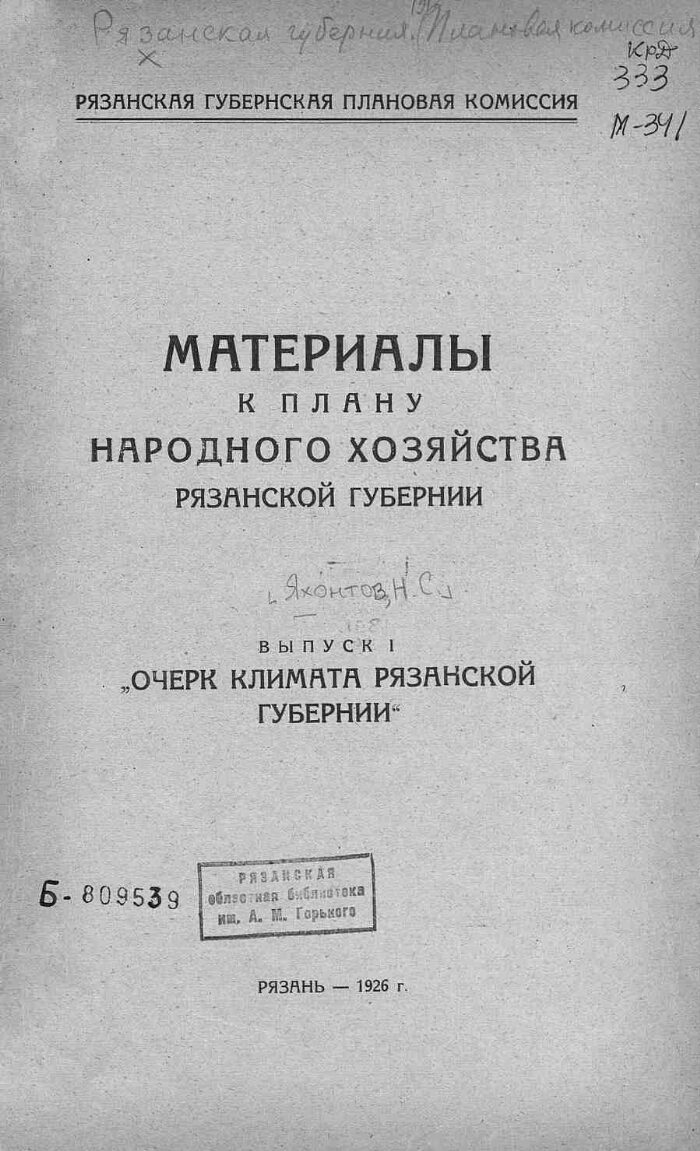 Рязанская губерния. Плановая комиссия
КрД
333
М-341
РЯЗАНСКАЯ ГУБЕРНСКАЯ ПЛАНОВАЯ КОМИССИЯ
МАТЕРИАЛЫ
К ПЛАНУ
НАРОДНОГО ХОЗЯЙСТВА
РЯЗАНСКОЙ ГУБЕРНИИ
[Яхонтов, Н. С.]
ВЫПУСК I
„ОЧЕРК КЛИМАТА РЯЗАНСКОЙ
ГУБЕРНИИ“
Б-809539
РЯЗАНСКАЯ
областная библиотека
им. А. М. Горького
РЯЗАНЬ — 1926 г.